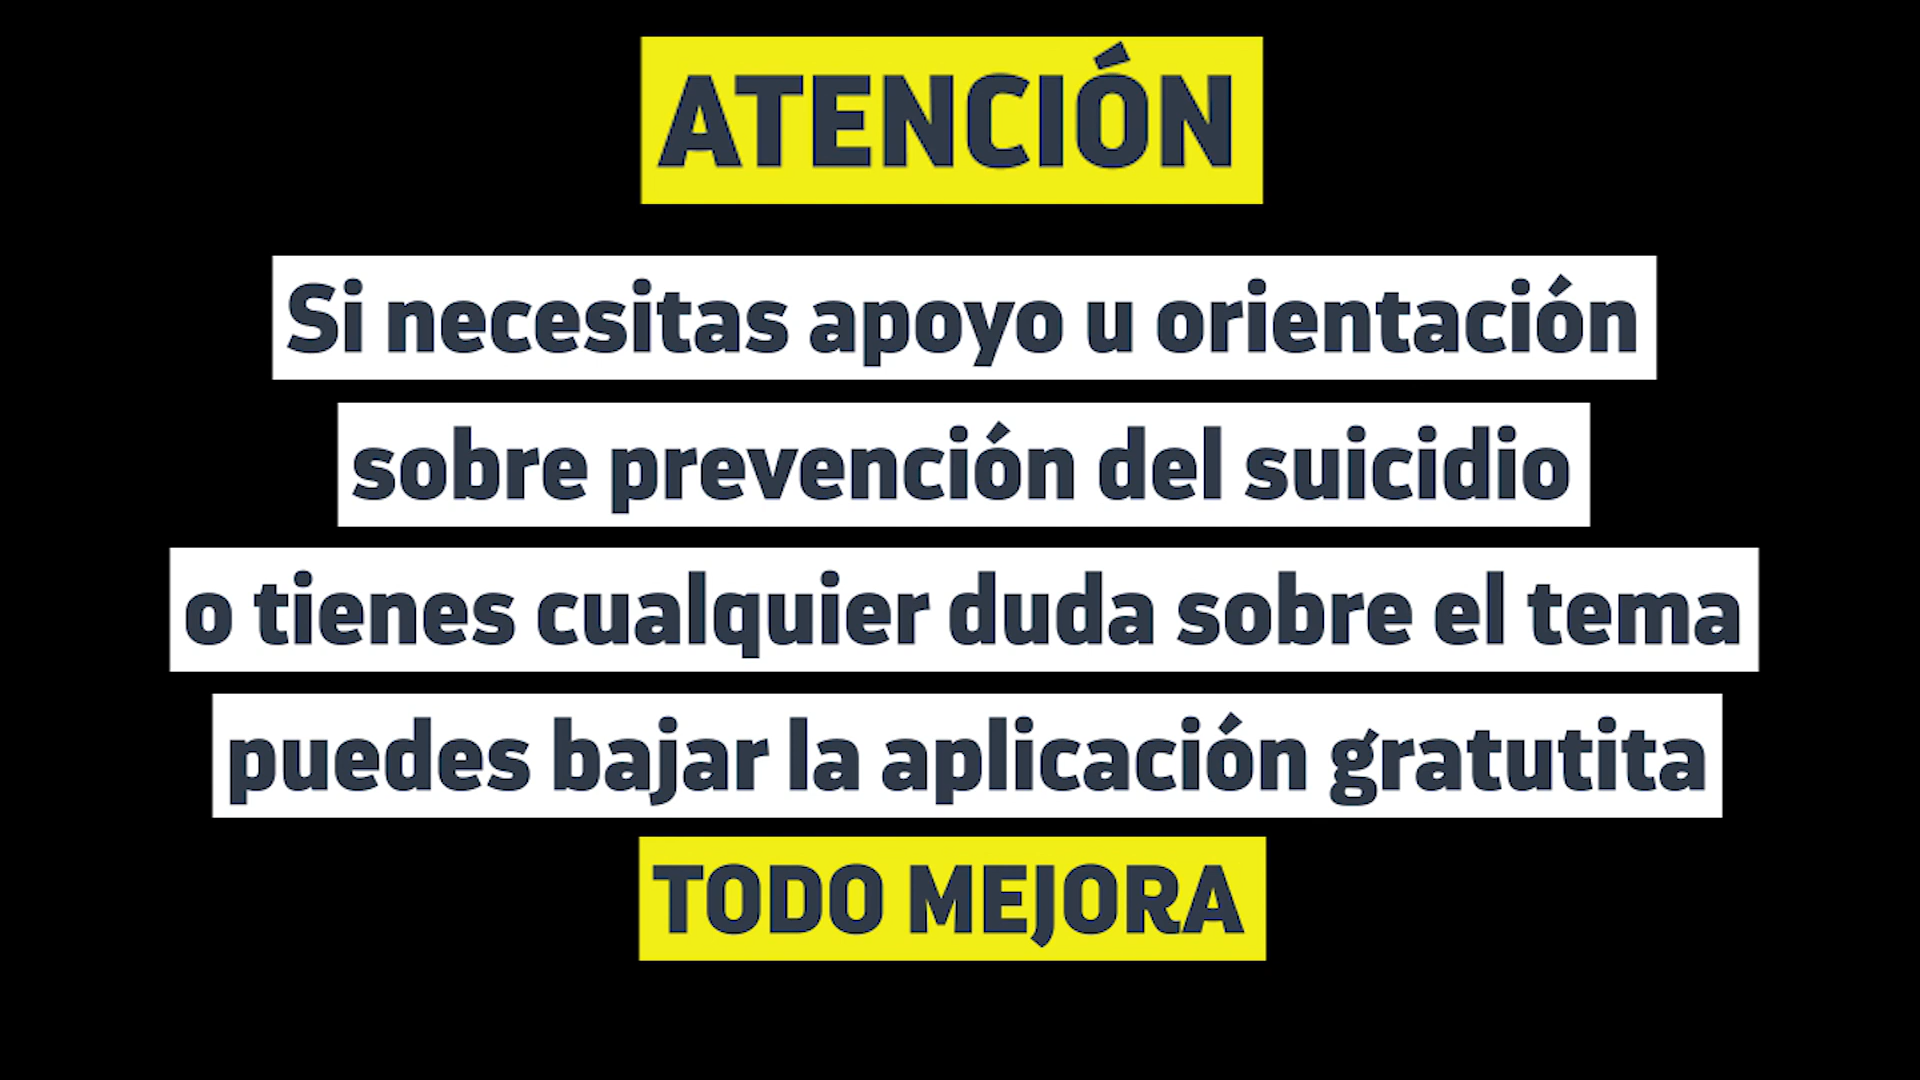 ATENCIÓN
Si necesitas apoyo u orientación
sobre prevención del suicidio
o tienes cualquier duda sobre el tema
puedes bajar la aplicación gratutita
TODO MEJORA